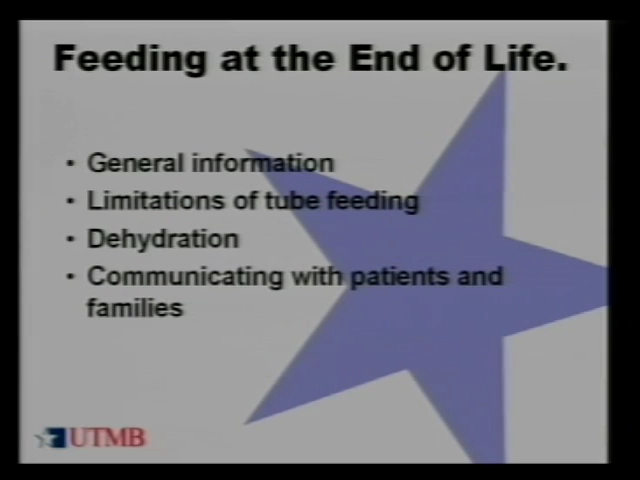 Feeding at the End of Life.
• General information
• Limitations of tube feeding
• Dehydration
• Communicating with patients and
families
UTMB